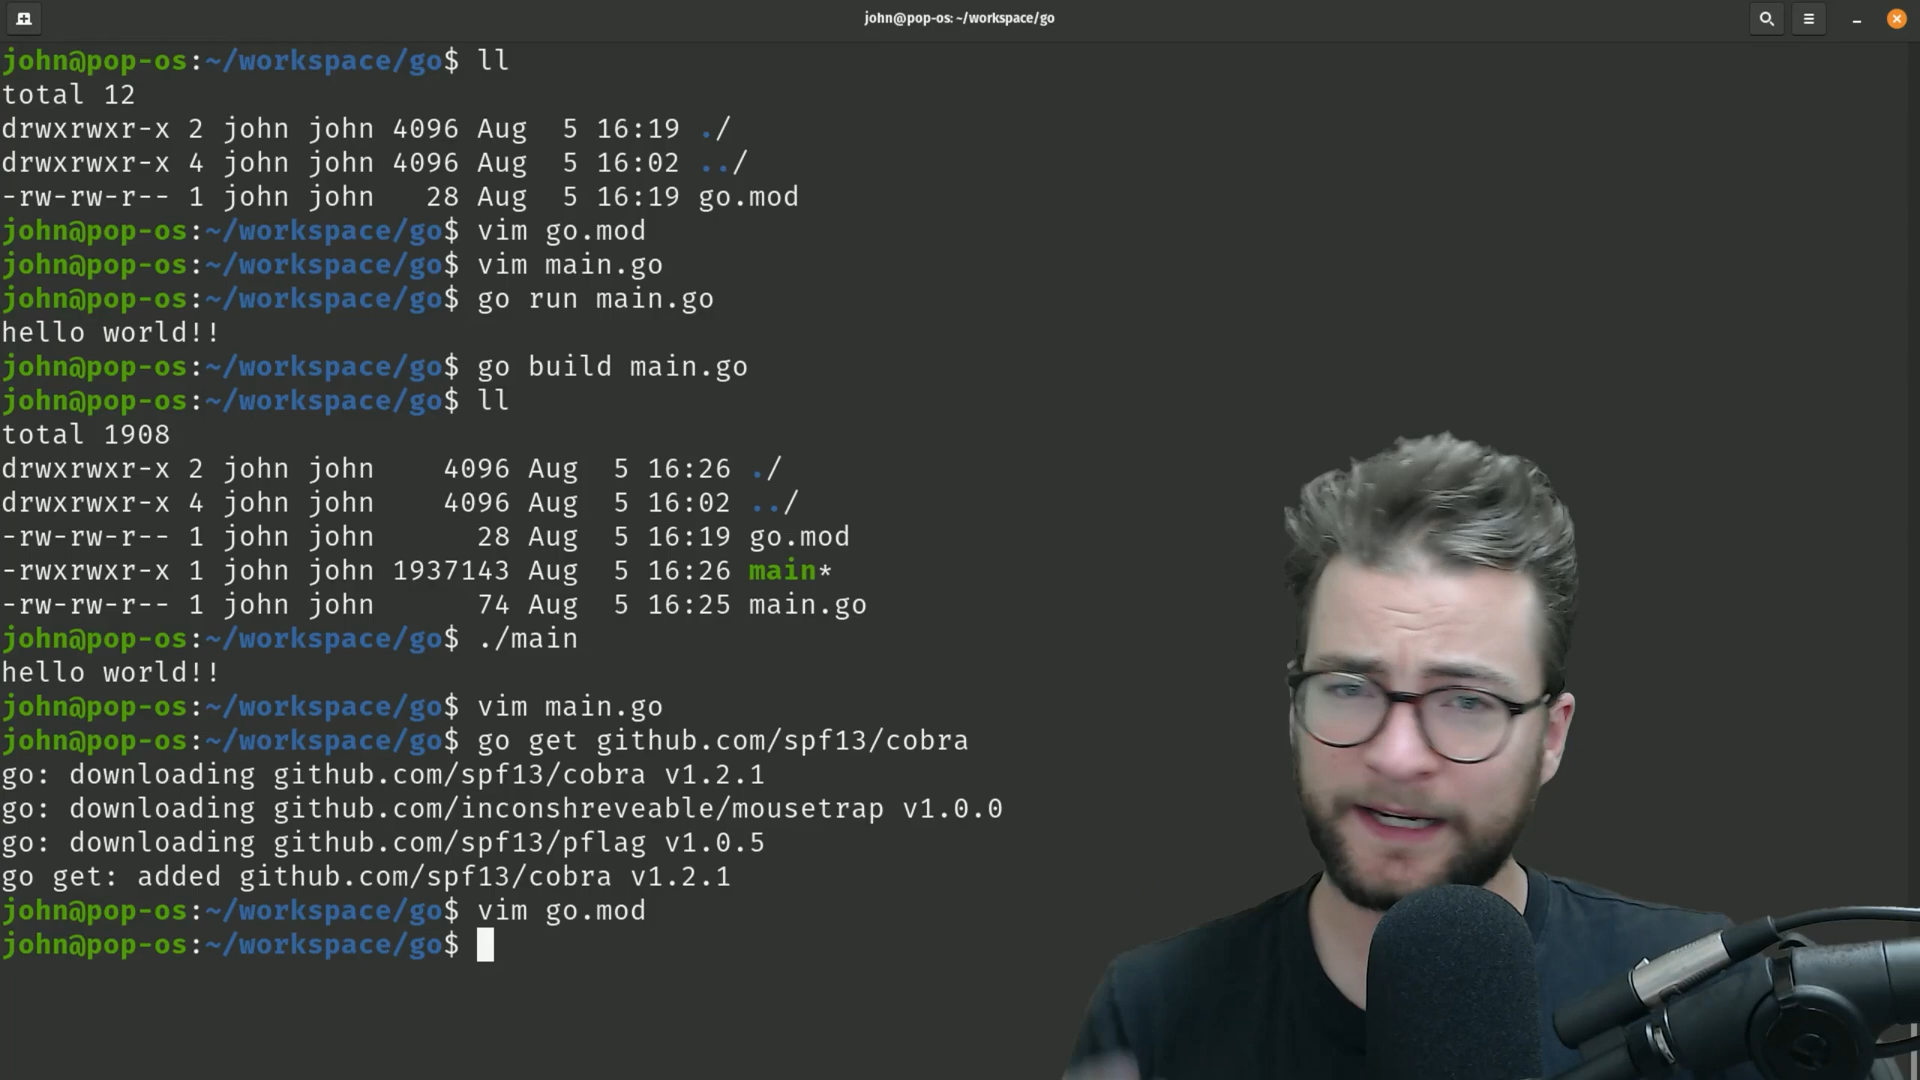 john@pop-os: ~/workspace/go
john@pop-os:~/workspace/go$ ll
total 12
drwxrwxr-x 2 john john 4096 Aug  5 16:19 ./
drwxrwxr-x 4 john john 4096 Aug  5 16:02 ../
-rw-rw-r-- 1 john john   28 Aug  5 16:19 go.mod
john@pop-os:~/workspace/go$ vim go.mod
john@pop-os:~/workspace/go$ vim main.go
john@pop-os:~/workspace/go$ go run main.go
hello world!!
john@pop-os:~/workspace/go$ go build main.go
john@pop-os:~/workspace/go$ ll
total 1908
drwxrwxr-x 2 john john    4096 Aug  5 16:26 ./
drwxrwxr-x 4 john john    4096 Aug  5 16:02 ../
-rw-rw-r-- 1 john john      28 Aug  5 16:19 go.mod
-rwxrwxr-x 1 john john 1937143 Aug  5 16:26 main*
-rw-rw-r-- 1 john john      74 Aug  5 16:25 main.go
john@pop-os:~/workspace/go$ ./main
hello world!!
john@pop-os:~/workspace/go$ vim main.go
john@pop-os:~/workspace/go$ go get github.com/spf13/cobra
go: downloading github.com/spf13/cobra v1.2.1
go: downloading github.com/inconshreveable/mousetrap v1.0.0
go: downloading github.com/spf13/pflag v1.0.5
go get: added github.com/spf13/cobra v1.2.1
john@pop-os:~/workspace/go$ vim go.mod
john@pop-os:~/workspace/go$